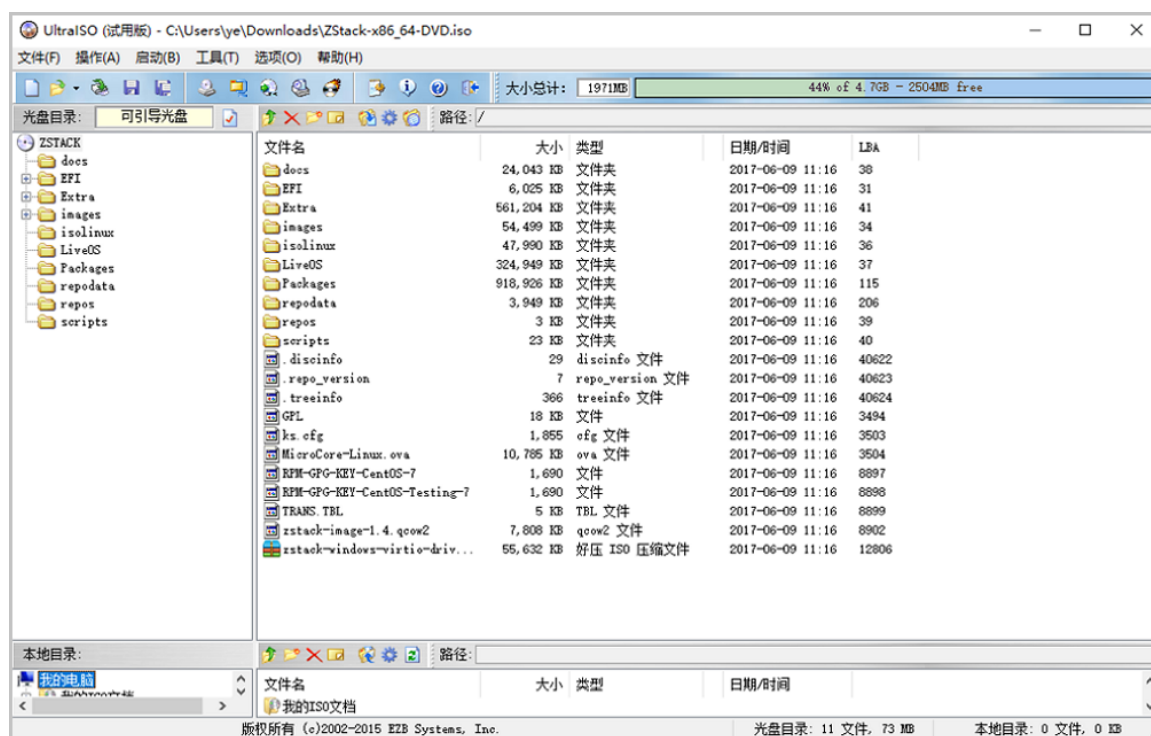 UltraISO (试用版) - C:\Users\ye\Downloads\ZStack-x86_64-DVD.iso
文件(F) 操作(A) 启动(B) 工具(T) 选项(O) 帮助(H)
大小总计: 1971MB 44% of 4.7GB - 2504MB free
光盘目录: 可引导光盘 路径: /
ZSTACK
docs
EFI
Extra
images
isolinux
LiveOS
Packages
repodata
repos
scripts
文件名 大小 类型 日期/时间 LBA
docs 24,043 KB 文件夹 2017-06-09 11:16 38
EFI 6,025 KB 文件夹 2017-06-09 11:16 31
Extra 561,204 KB 文件夹 2017-06-09 11:16 41
images 54,499 KB 文件夹 2017-06-09 11:16 34
isolinux 47,990 KB 文件夹 2017-06-09 11:16 36
LiveOS 324,949 KB 文件夹 2017-06-09 11:16 37
Packages 918,926 KB 文件夹 2017-06-09 11:16 115
repodata 3,949 KB 文件夹 2017-06-09 11:16 206
repos 3 KB 文件夹 2017-06-09 11:16 39
scripts 23 KB 文件夹 2017-06-09 11:16 40
.discinfo 29 discinfo 文件 2017-06-09 11:16 40622
.repo_version 7 repo_version 文件 2017-06-09 11:16 40623
.treeinfo 366 treeinfo 文件 2017-06-09 11:16 40624
GPL 18 KB 文件 2017-06-09 11:16 3494
ks.cfg 1,855 cfg 文件 2017-06-09 11:16 3503
MicroCore-Linux.ova 10,785 KB ova 文件 2017-06-09 11:16 3504
RPM-GPG-KEY-CentOS-7 1,690 文件 2017-06-09 11:16 8897
RPM-GPG-KEY-CentOS-Testing-7 1,690 文件 2017-06-09 11:16 8898
TRANS.TBL 5 KB TBL 文件 2017-06-09 11:16 8899
zstack-image-1.4.qcow2 7,808 KB qcow2 文件 2017-06-09 11:16 8902
zstack-windows-virtio-driv... 55,632 KB 好压 ISO 压缩文件 2017-06-09 11:16 12806
本地目录: 路径:
我的电脑
我的ISO文档
文件名 大小 类型 日期/时间
我的ISO文档
版权所有 (c)2002-2015 EZB Systems, Inc. 光盘目录: 11 文件, 73 MB 本地目录: 0 文件, 0 KB